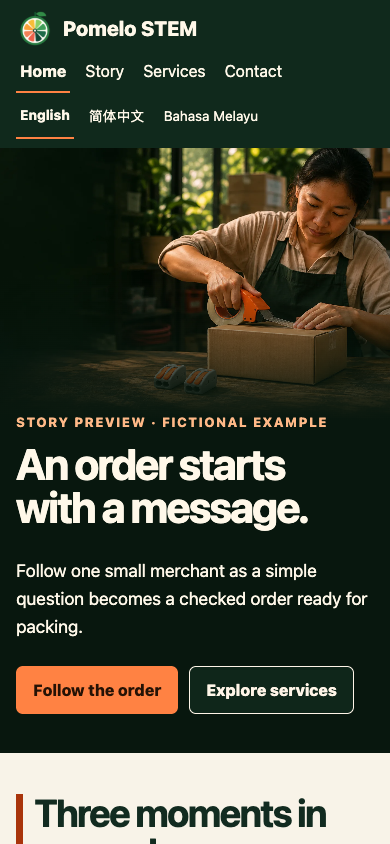 Pomelo STEM
Home Story Services Contact
English 简体中文 Bahasa Melayu
STORY PREVIEW · FICTIONAL EXAMPLE
An order starts
with a message.
Follow one small merchant as a simple
question becomes a checked order ready for
packing.
Follow the order Explore services
Three moments in